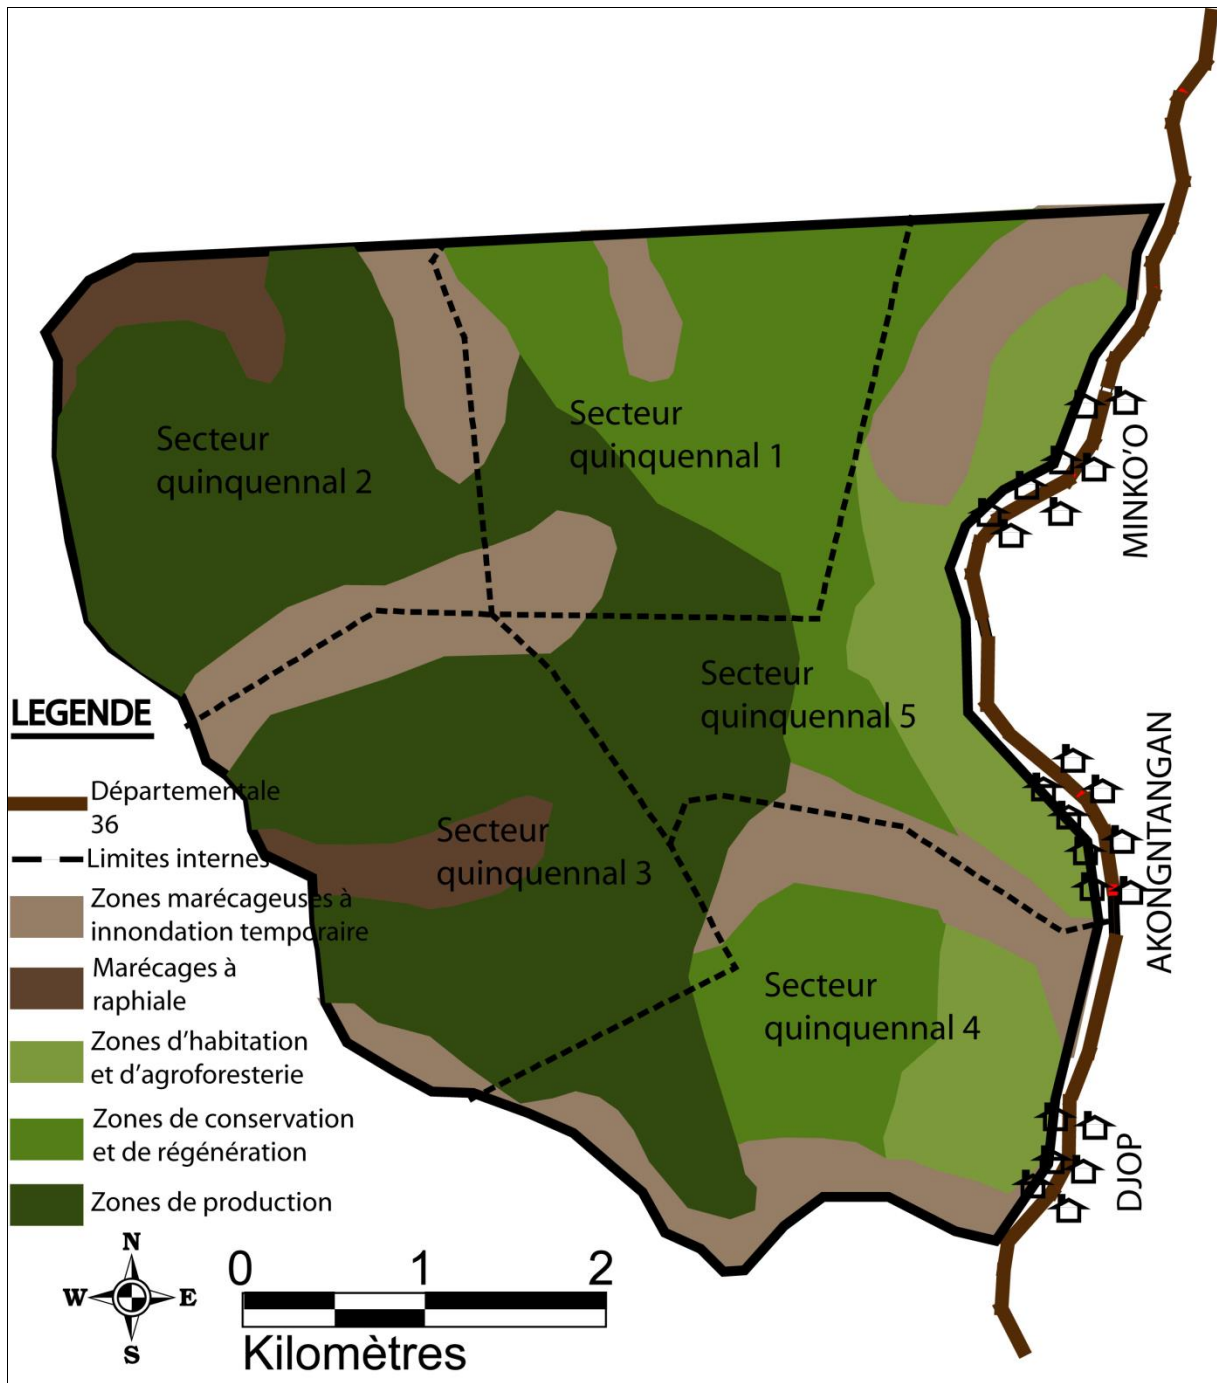 Secteur
quinquennal 1
Secteur
quinquennal 2
MINKO'O
Secteur
quinquennal 5
AKONGNTANGAN
Secteur
quinquennal 3
Secteur
quinquennal 4
DJOP
LEGENDE
Départementale
36
Limites internes
Zones marécageuses à
innondation temporaire
Marécages à
raphiale
Zones d'habitation
et d'agroforesterie
Zones de conservation
et de régénération
Zones de production
N
W E
S
0 1 2
Kilomètres